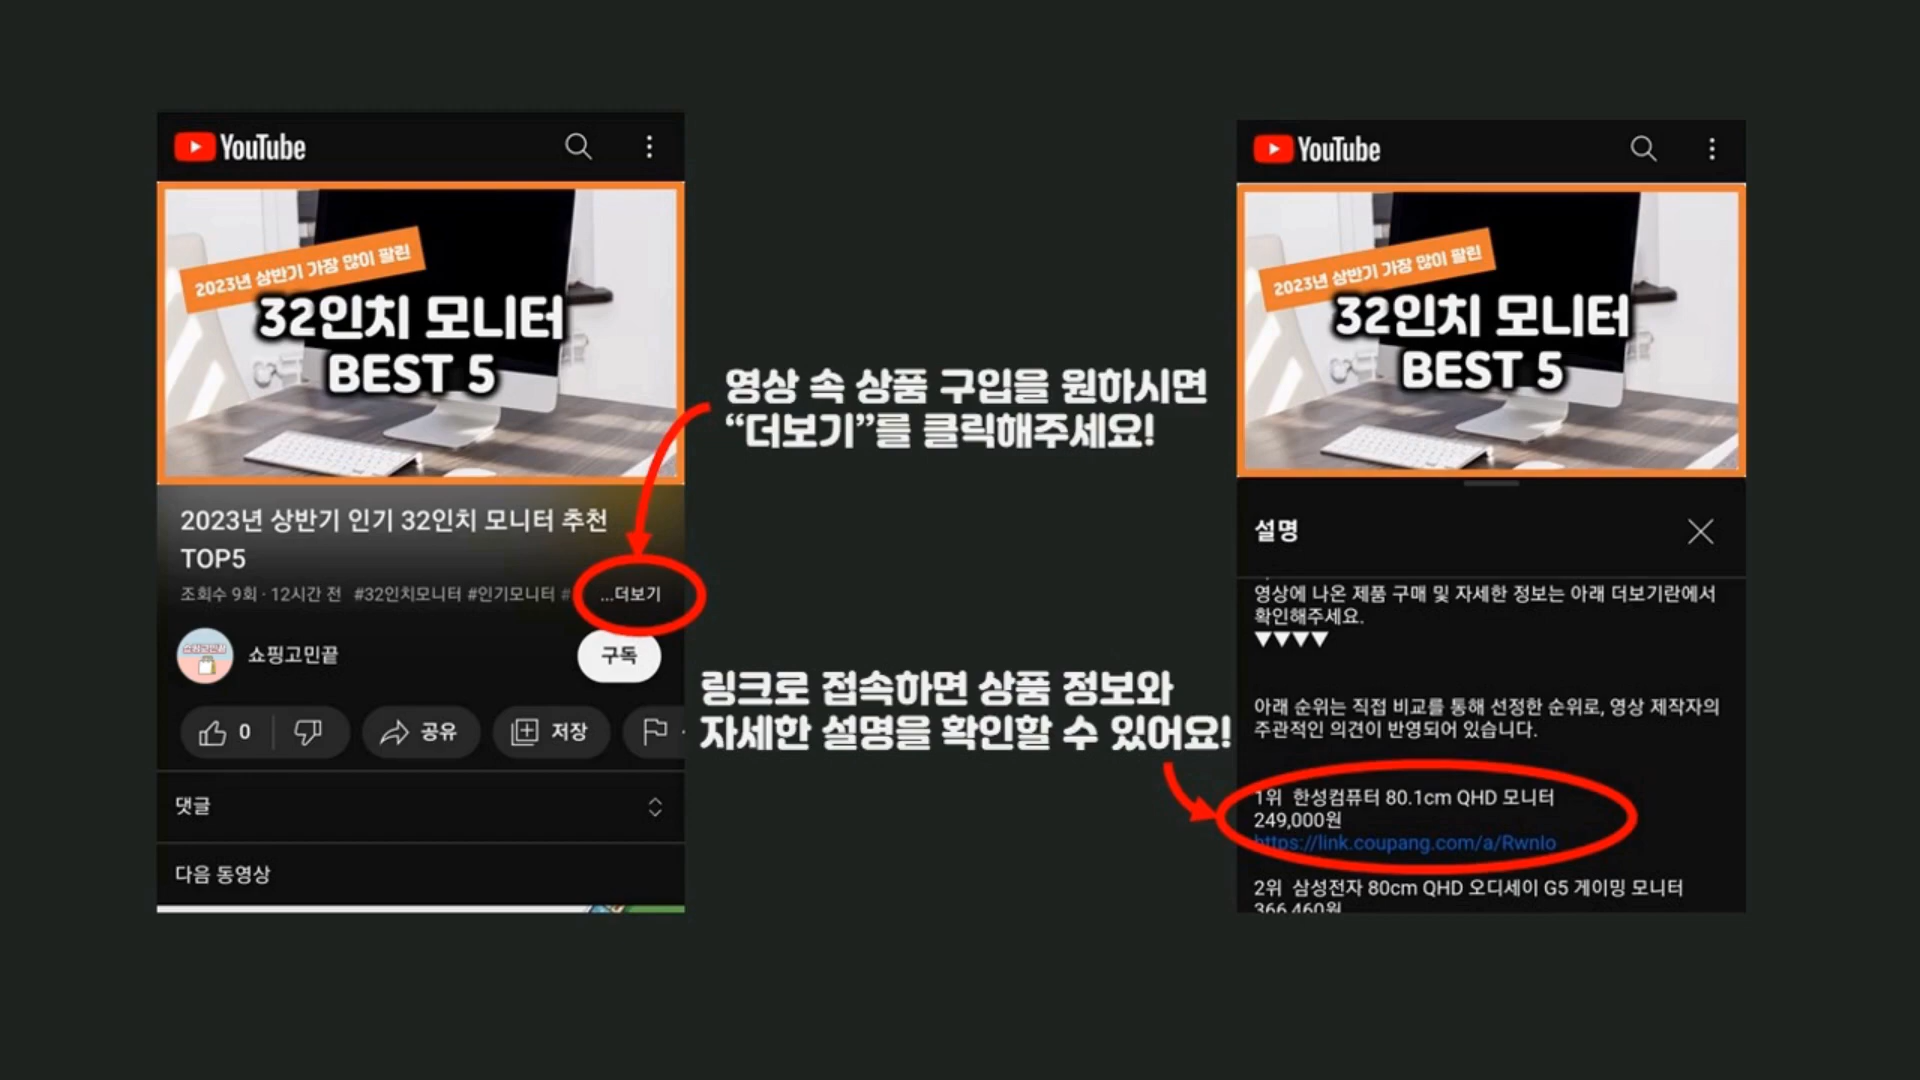 YouTube
2023년 상반기 가장 많이 팔린
32인치 모니터
BEST 5
2023년 상반기 인기 32인치 모니터 추천
TOP5
조회수 9회 · 12시간 전 #32인치모니터 #인기모니터 # ...더보기
쇼핑고민끝
쇼핑고민끝
구독
0
공유
저장
댓글
다음 동영상
영상 속 상품 구입을 원하시면
“더보기”를 클릭해주세요!
링크로 접속하면 상품 정보와
자세한 설명을 확인할 수 있어요!
YouTube
2023년 상반기 가장 많이 팔린
32인치 모니터
BEST 5
설명
영상에 나온 제품 구매 및 자세한 정보는 아래 더보기란에서
확인해주세요.
▼▼▼▼
아래 순위는 직접 비교를 통해 선정한 순위로, 영상 제작자의
주관적인 의견이 반영되어 있습니다.
1위 한성컴퓨터 80.1cm QHD 모니터
249,000원
https://link.coupang.com/a/RwnIo
2위 삼성전자 80cm QHD 오디세이 G5 게이밍 모니터
366,460원